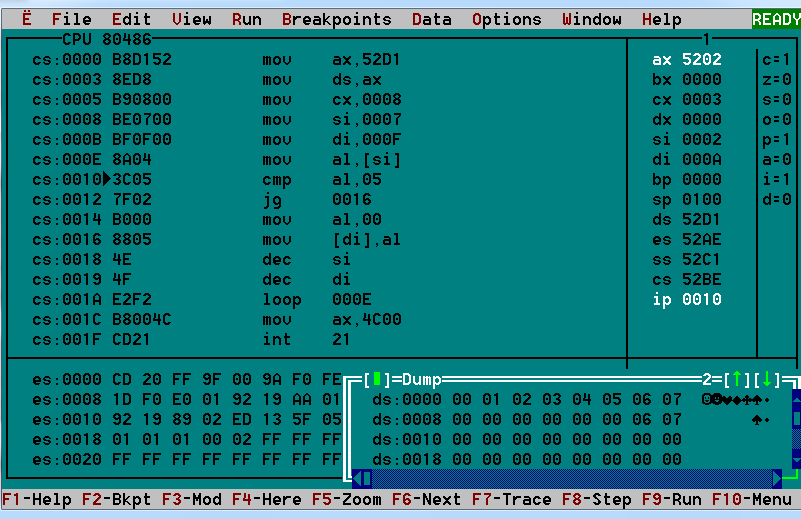 Ë File Edit View Run Breakpoints Data Options Window Help READY
CPU 80486 1
cs:0000 B8D152 mov ax,52D1 ax 5202 c=1
cs:0003 8ED8 mov ds,ax bx 0000 z=0
cs:0005 B90800 mov cx,0008 cx 0003 s=0
cs:0008 BE0700 mov si,0007 dx 0000 o=0
cs:000B BF0F00 mov di,000F si 0002 p=1
cs:000E 8A04 mov al,[si] di 000A a=0
cs:0010 3C05 cmp al,05 bp 0000 i=1
cs:0012 7F02 jg 0016 sp 0100 d=0
cs:0014 B000 mov al,00 ds 52D1
cs:0016 8805 mov [di],al es 52AE
cs:0018 4E dec si ss 52C1
cs:0019 4F dec di cs 52BE
cs:001A E2F2 loop 000E ip 0010
cs:001C B8004C mov ax,4C00
cs:001F CD21 int 21
es:0000 CD 20 FF 9F 00 9A F0 FE
es:0008 1D F0 E0 01 92 19 AA 01
es:0010 92 19 89 02 ED 13 5F 05
es:0018 01 01 01 00 02 FF FF FF
es:0020 FF FF FF FF FF FF FF FF
[■]=Dump 2=[↑][↓]
ds:0000 00 01 02 03 04 05 06 07 ☺☻♥♦♣♠•
ds:0008 00 00 00 00 00 00 06 07 ♠•
ds:0010 00 00 00 00 00 00 00 00
ds:0018 00 00 00 00 00 00 00 00
F1-Help F2-Bkpt F3-Mod F4-Here F5-Zoom F6-Next F7-Trace F8-Step F9-Run F10-Menu